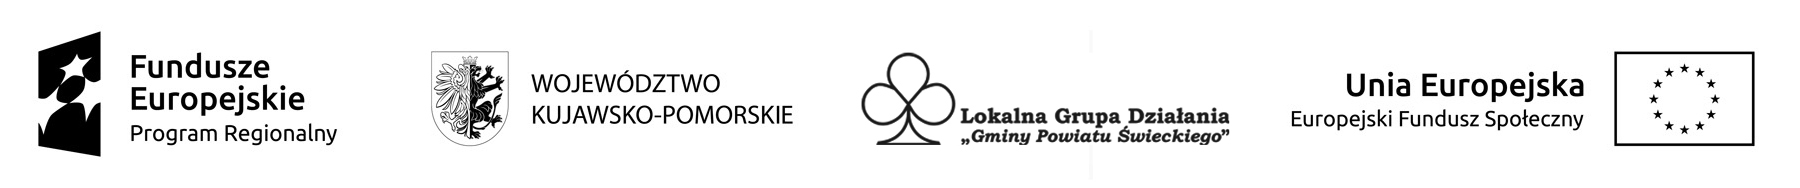 Fundusze
Europejskie
Program Regionalny
WOJEWÓDZTWO
KUJAWSKO-POMORSKIE
Lokalna Grupa Działania
„Gminy Powiatu Świeckiego”
Unia Europejska
Europejski Fundusz Społeczny